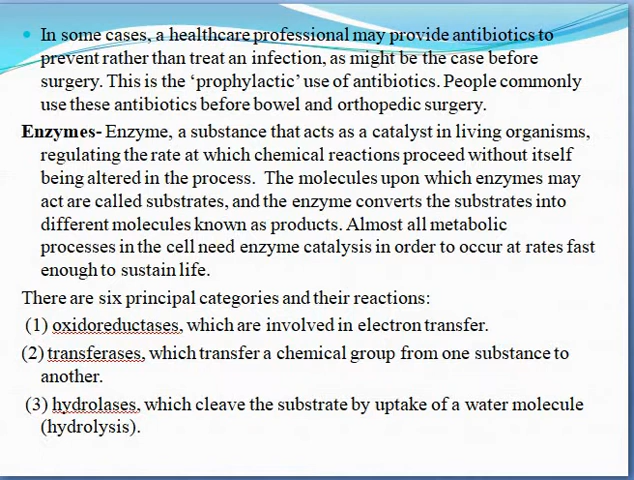 In some cases, a healthcare professional may provide antibiotics to
prevent rather than treat an infection, as might be the case before
surgery. This is the ‘prophylactic’ use of antibiotics. People commonly
use these antibiotics before bowel and orthopedic surgery.
Enzymes- Enzyme, a substance that acts as a catalyst in living organisms,
regulating the rate at which chemical reactions proceed without itself
being altered in the process. The molecules upon which enzymes may
act are called substrates, and the enzyme converts the substrates into
different molecules known as products. Almost all metabolic
processes in the cell need enzyme catalysis in order to occur at rates fast
enough to sustain life.
There are six principal categories and their reactions:
(1) oxidoreductases, which are involved in electron transfer.
(2) transferases, which transfer a chemical group from one substance to
another.
(3) hydrolases, which cleave the substrate by uptake of a water molecule
(hydrolysis).